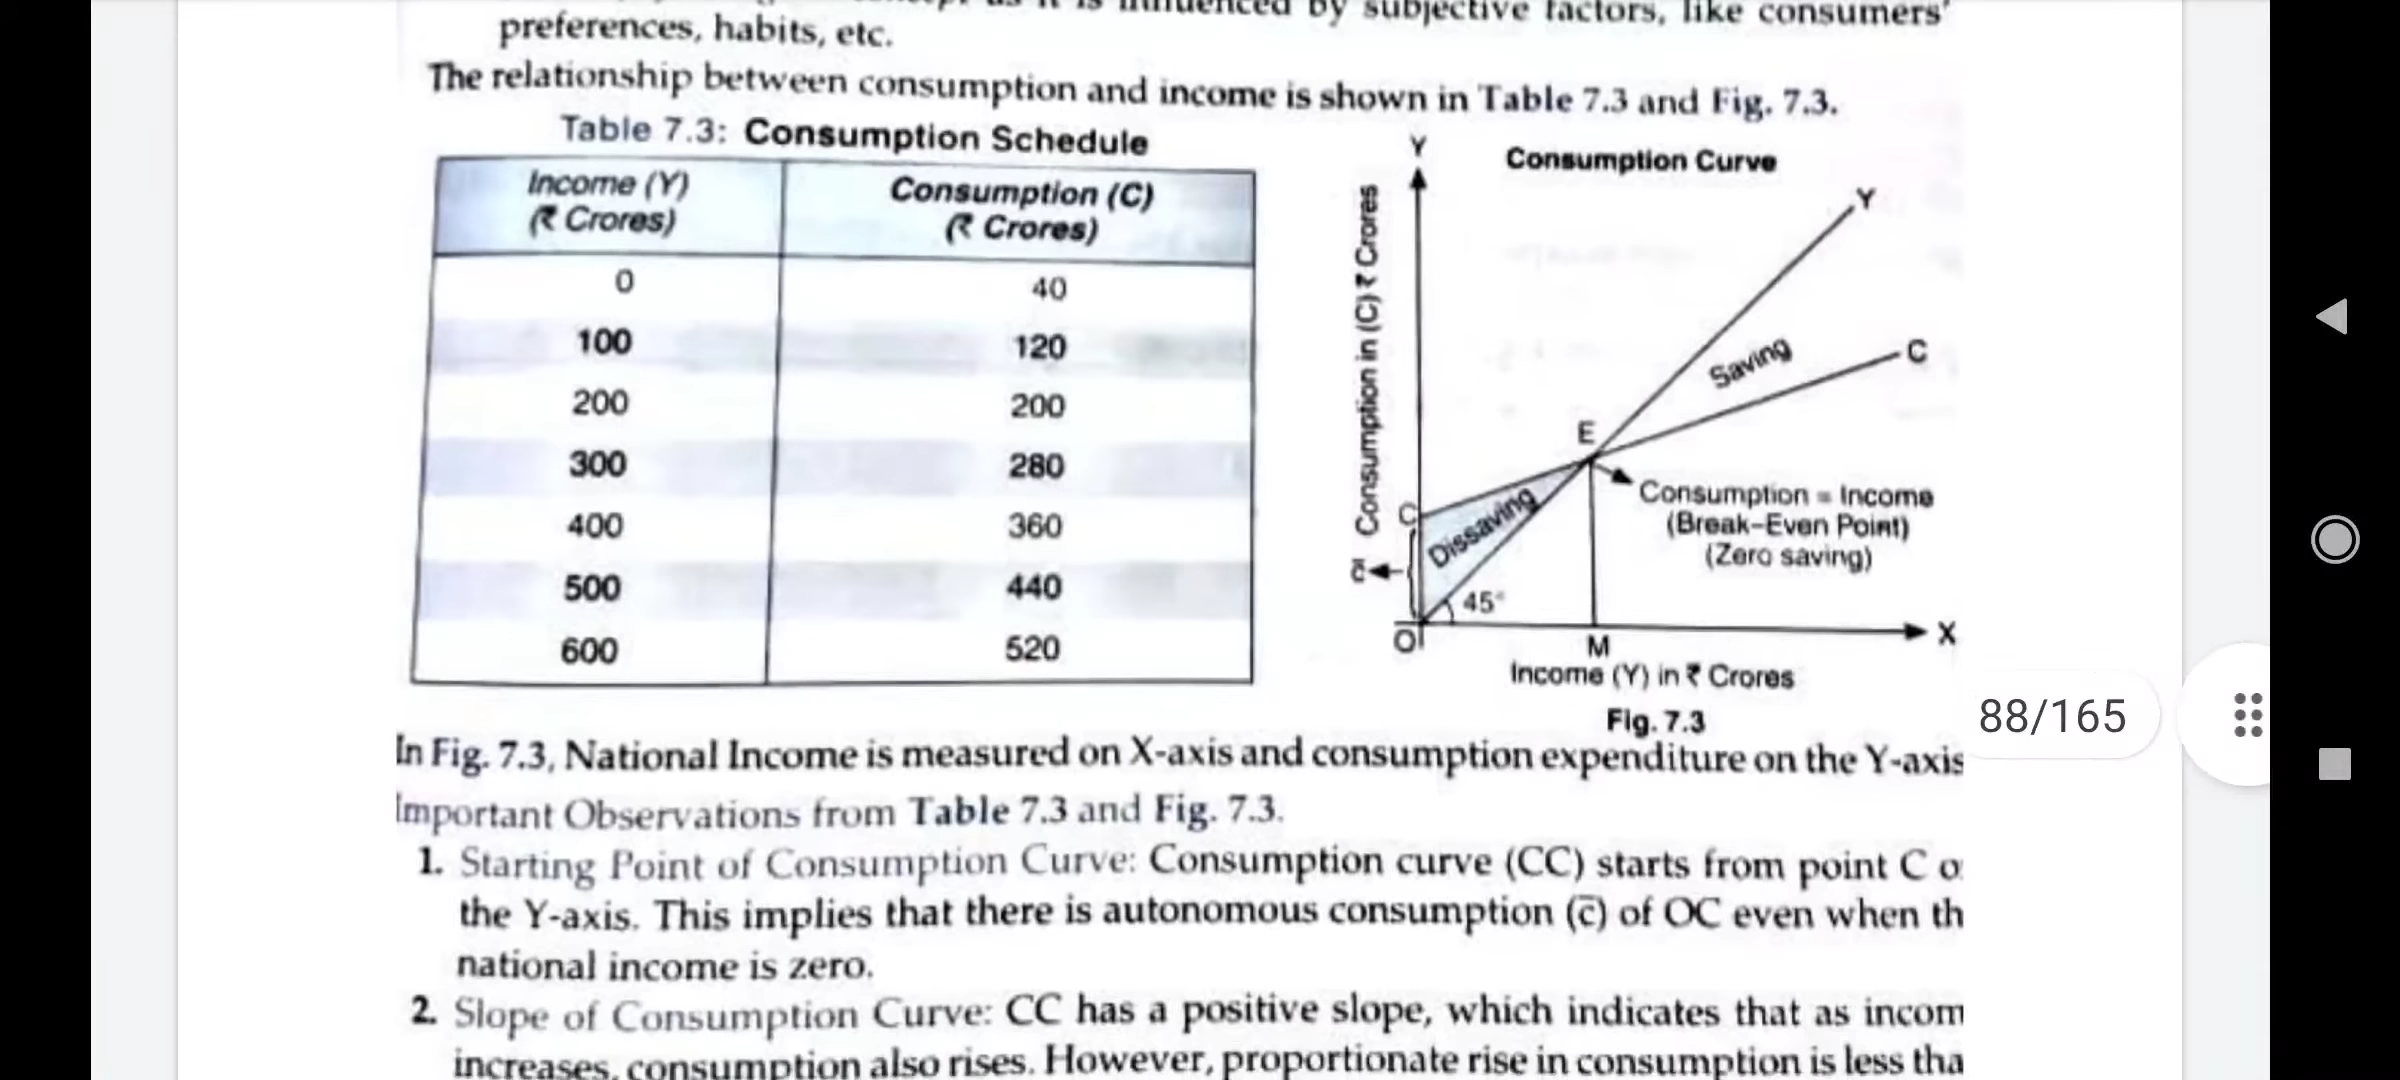 by subjective factors, like consumers'
preferences, habits, etc.
The relationship between consumption and income is shown in Table 7.3 and Fig. 7.3.
Table 7.3: Consumption Schedule
Income (Y) Consumption (C)
(₹ Crores) (₹ Crores)
0 40
100 120
200 200
300 280
400 360
500 440
600 520
Y
Consumption Curve
Consumption in (C) ₹ Crores
Y
Saving
C
E
Consumption = Income
(Break-Even Point)
(Zero saving)
C
Dissaving
c̄
45°
O
M
X
Income (Y) in ₹ Crores
Fig. 7.3
88/165
In Fig. 7.3, National Income is measured on X-axis and consumption expenditure on the Y-axis
Important Observations from Table 7.3 and Fig. 7.3.
1. Starting Point of Consumption Curve: Consumption curve (CC) starts from point C o
the Y-axis. This implies that there is autonomous consumption (c̄) of OC even when th
national income is zero.
2. Slope of Consumption Curve: CC has a positive slope, which indicates that as incom
increases, consumption also rises. However, proportionate rise in consumption is less tha